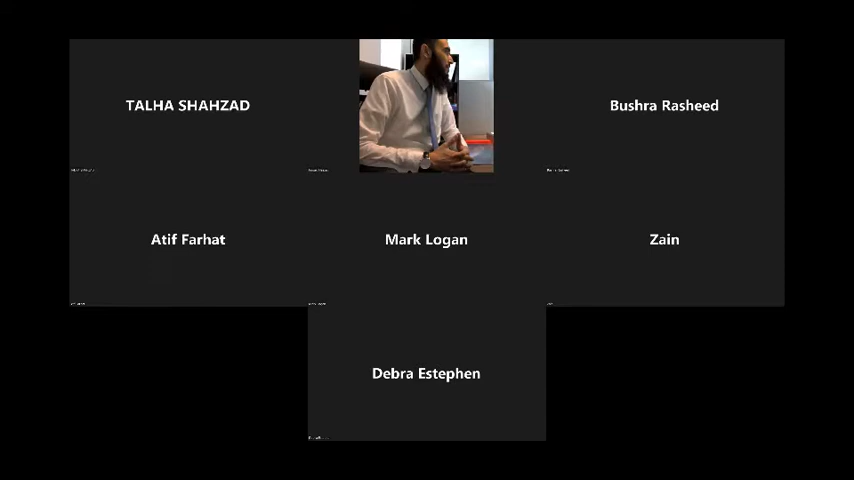 TALHA SHAHZAD
Bushra Rasheed
Atif Farhat
Mark Logan
Zain
Debra Estephen